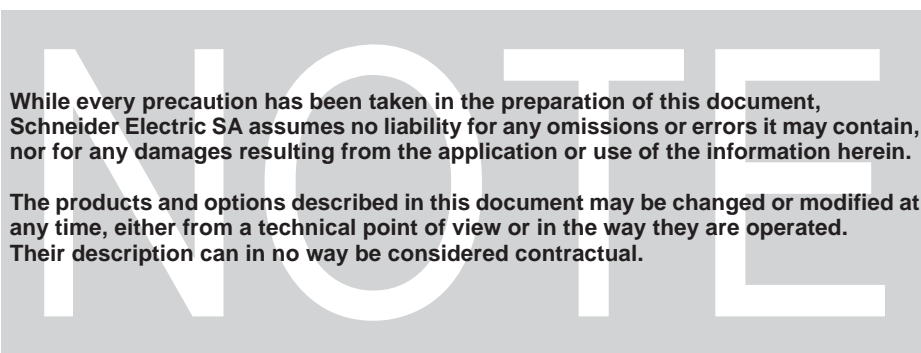 NOTE
While every precaution has been taken in the preparation of this document,
Schneider Electric SA assumes no liability for any omissions or errors it may contain,
nor for any damages resulting from the application or use of the information herein.
The products and options described in this document may be changed or modified at
any time, either from a technical point of view or in the way they are operated.
Their description can in no way be considered contractual.